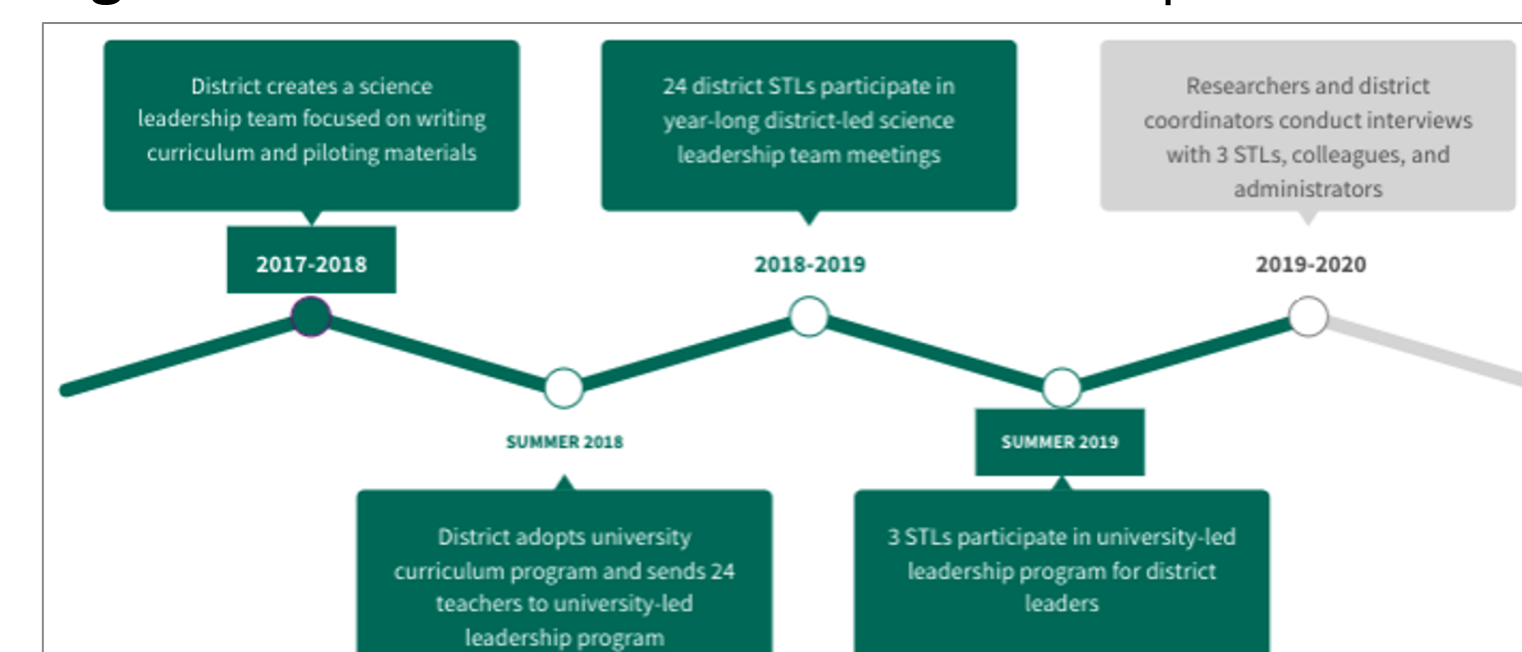 District creates a science
leadership team focused on writing
curriculum and piloting materials
2017-2018
SUMMER 2018
District adopts university
curriculum program and sends 24
teachers to university-led
leadership program
24 district STLs participate in
year-long district-led science
leadership team meetings
2018-2019
SUMMER 2019
3 STLs participate in university-led
leadership program for district
leaders
Researchers and district
coordinators conduct interviews
with 3 STLs, colleagues, and
administrators
2019-2020